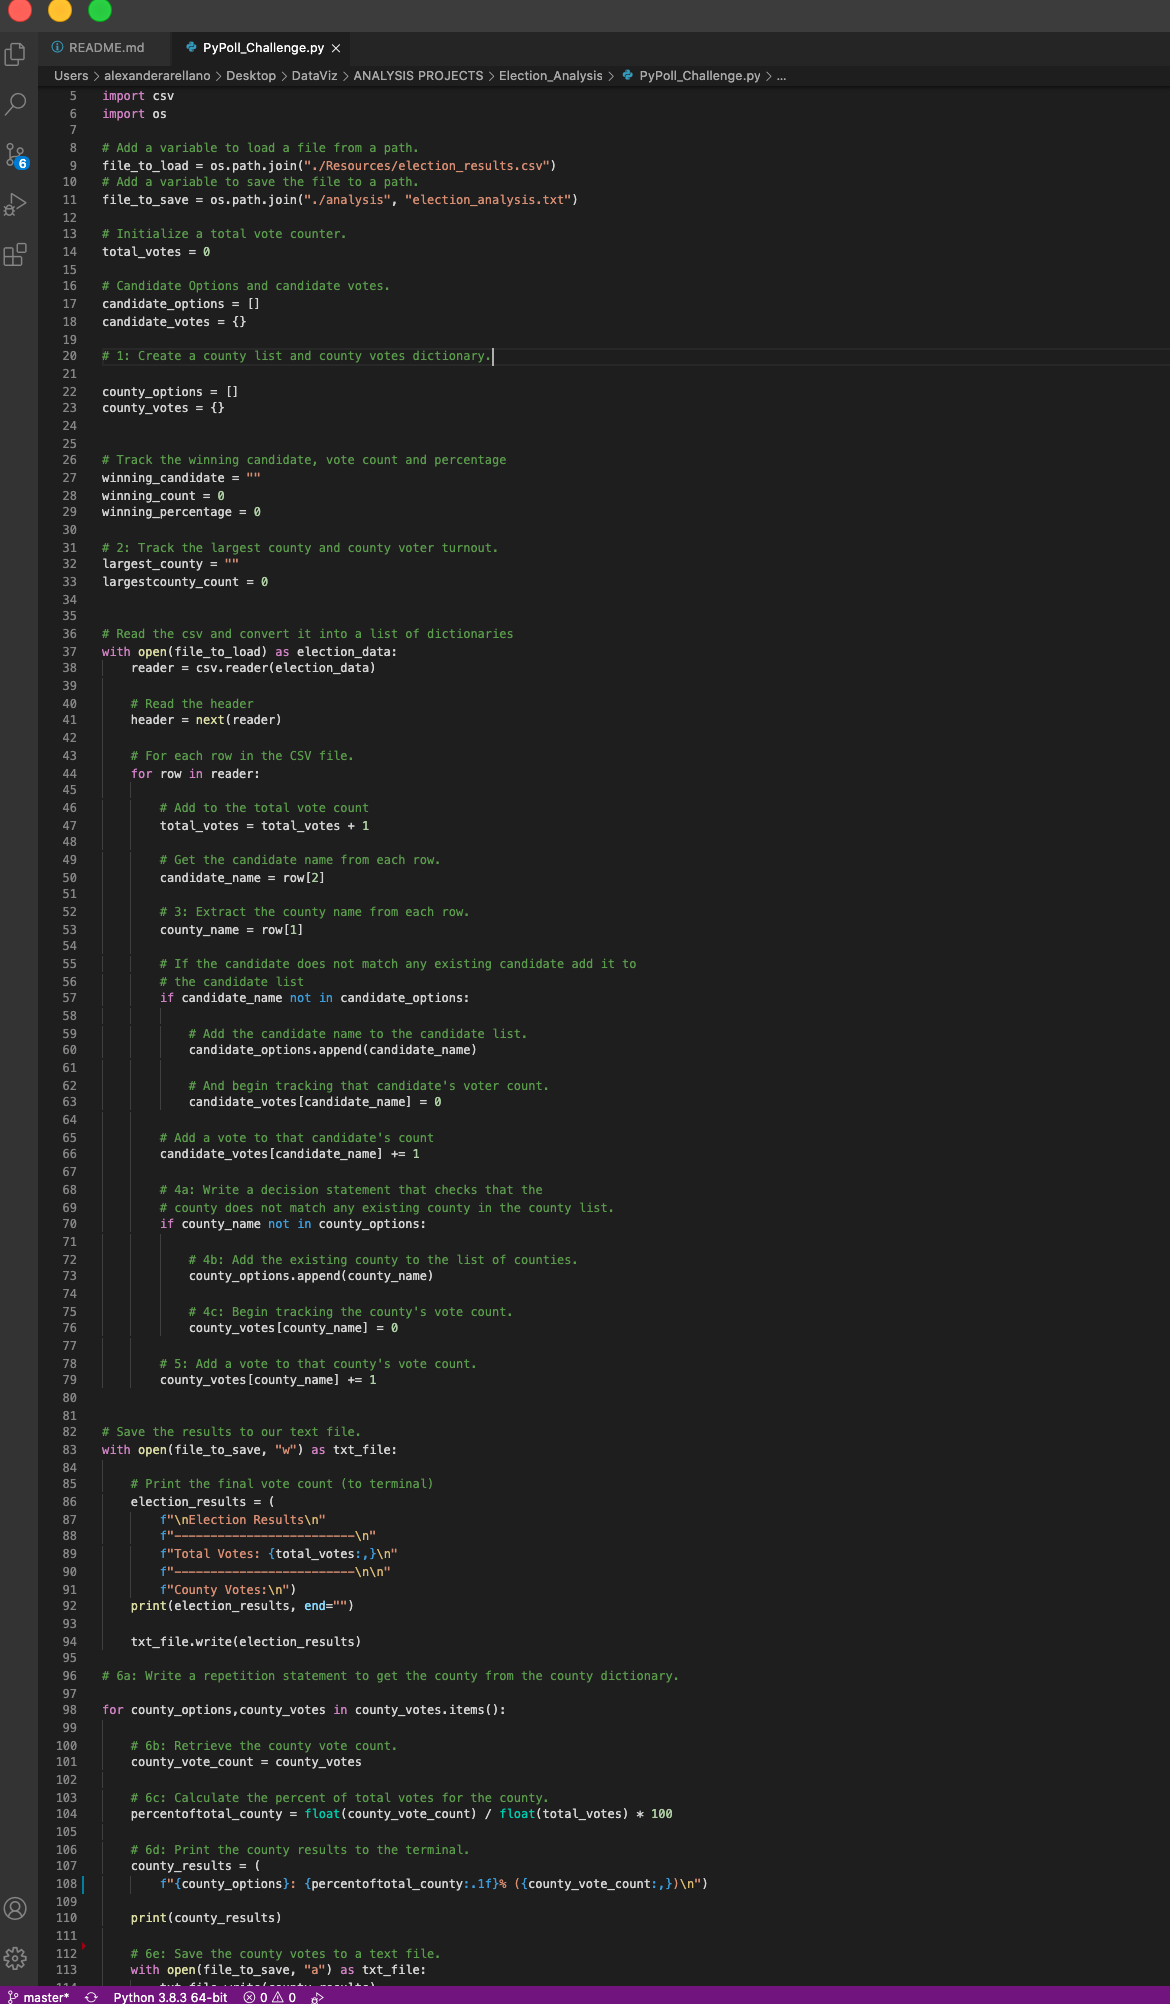 README.md PyPoll_Challenge.py ×
Users > alexanderarellano > Desktop > DataViz > ANALYSIS PROJECTS > Election_Analysis > PyPoll_Challenge.py > ...
5 import csv
6 import os
7
8 # Add a variable to load a file from a path.
9 file_to_load = os.path.join("./Resources/election_results.csv")
10 # Add a variable to save the file to a path.
11 file_to_save = os.path.join("./analysis", "election_analysis.txt")
12
13 # Initialize a total vote counter.
14 total_votes = 0
15
16 # Candidate Options and candidate votes.
17 candidate_options = []
18 candidate_votes = {}
19
20 # 1: Create a county list and county votes dictionary.
21
22 county_options = []
23 county_votes = {}
24
25
26 # Track the winning candidate, vote count and percentage
27 winning_candidate = ""
28 winning_count = 0
29 winning_percentage = 0
30
31 # 2: Track the largest county and county voter turnout.
32 largest_county = ""
33 largestcounty_count = 0
34
35
36 # Read the csv and convert it into a list of dictionaries
37 with open(file_to_load) as election_data:
38     reader = csv.reader(election_data)
39
40     # Read the header
41     header = next(reader)
42
43     # For each row in the CSV file.
44     for row in reader:
45
46         # Add to the total vote count
47         total_votes = total_votes + 1
48
49         # Get the candidate name from each row.
50         candidate_name = row[2]
51
52         # 3: Extract the county name from each row.
53         county_name = row[1]
54
55         # If the candidate does not match any existing candidate add it to
56         # the candidate list
57         if candidate_name not in candidate_options:
58
59             # Add the candidate name to the candidate list.
60             candidate_options.append(candidate_name)
61
62             # And begin tracking that candidate's voter count.
63             candidate_votes[candidate_name] = 0
64
65         # Add a vote to that candidate's count
66         candidate_votes[candidate_name] += 1
67
68         # 4a: Write a decision statement that checks that the
69         # county does not match any existing county in the county list.
70         if county_name not in county_options:
71
72             # 4b: Add the existing county to the list of counties.
73             county_options.append(county_name)
74
75             # 4c: Begin tracking the county's vote count.
76             county_votes[county_name] = 0
77
78         # 5: Add a vote to that county's vote count.
79         county_votes[county_name] += 1
80
81
82 # Save the results to our text file.
83 with open(file_to_save, "w") as txt_file:
84
85     # Print the final vote count (to terminal)
86     election_results = (
87         f"\nElection Results\n"
88         f"-------------------------\n"
89         f"Total Votes: {total_votes:,}\n"
90         f"-------------------------\n\n"
91         f"County Votes:\n")
92     print(election_results, end="")
93
94     txt_file.write(election_results)
95
96 # 6a: Write a repetition statement to get the county from the county dictionary.
97
98 for county_options,county_votes in county_votes.items():
99
100     # 6b: Retrieve the county vote count.
101     county_vote_count = county_votes
102
103     # 6c: Calculate the percent of total votes for the county.
104     percentoftotal_county = float(county_vote_count) / float(total_votes) * 100
105
106     # 6d: Print the county results to the terminal.
107     county_results = (
108         f"{county_options}: {percentoftotal_county:.1f}% ({county_vote_count:,})\n")
109
110     print(county_results)
111
112     # 6e: Save the county votes to a text file.
113     with open(file_to_save, "a") as txt_file:
6
master* Python 3.8.3 64-bit 0 0